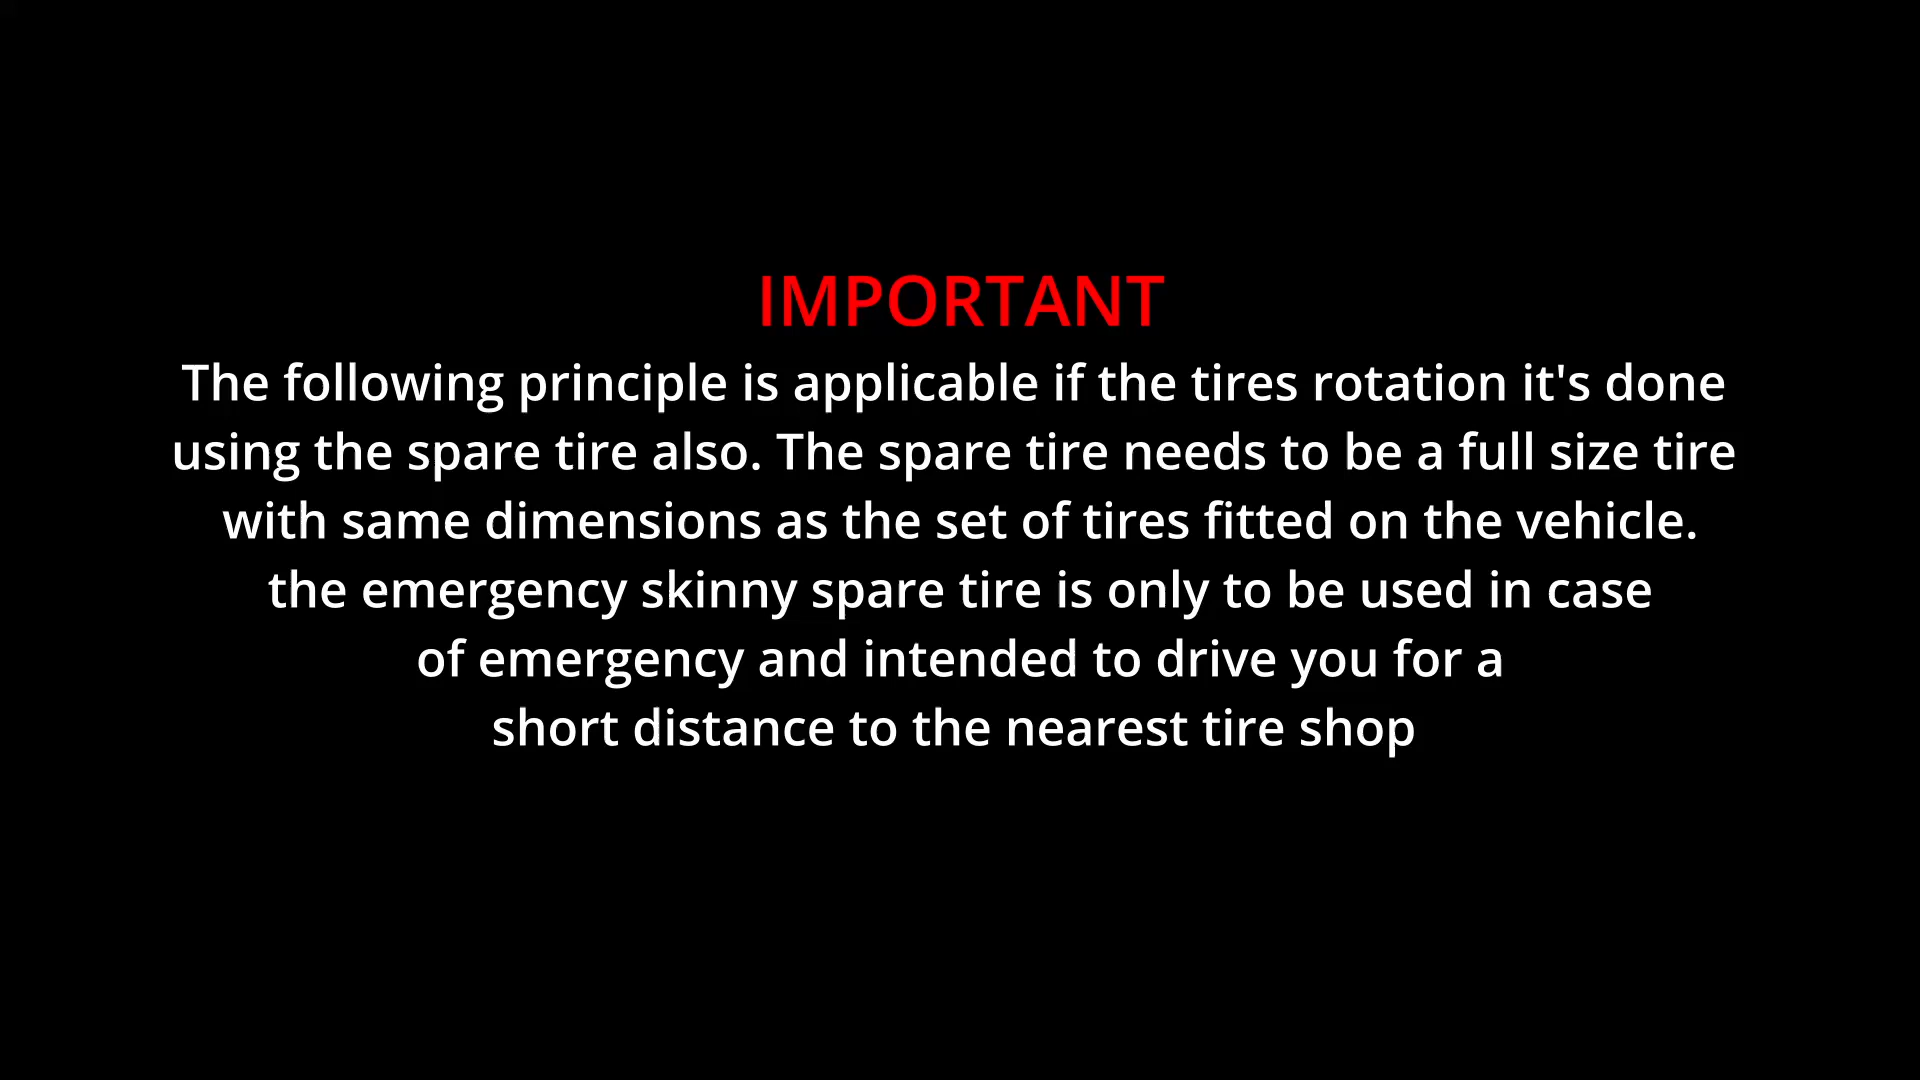 IMPORTANT
The following principle is applicable if the tires rotation it's done
using the spare tire also. The spare tire needs to be a full size tire
with same dimensions as the set of tires fitted on the vehicle.
the emergency skinny spare tire is only to be used in case
of emergency and intended to drive you for a
short distance to the nearest tire shop